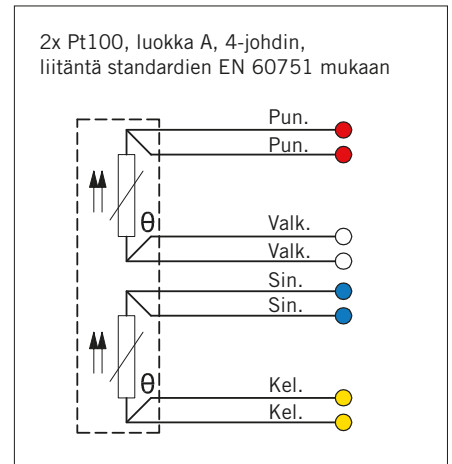 2x Pt100, luokka A, 4-johdin,
liitäntä standardien EN 60751 mukaan
Pun.
Pun.
θ
Valk.
Valk.
Sin.
Sin.
θ
Kel.
Kel.